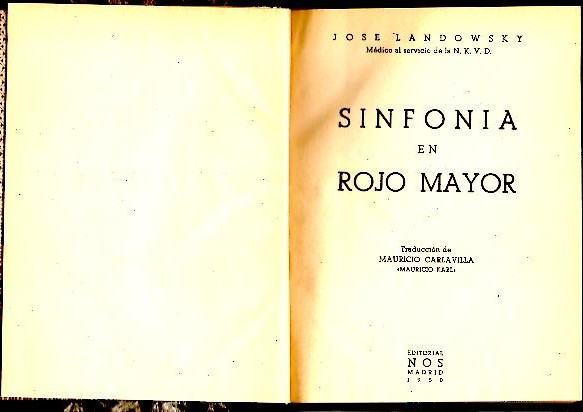 JOSE LANDOWSKY
Médico al servicio de la N. K. V. D.
SINFONIA
EN
ROJO MAYOR
Traducción de
MAURICIO CARLAVILLA
«MAURICIO KARL»
EDITORIAL
NOS
MADRID
1950